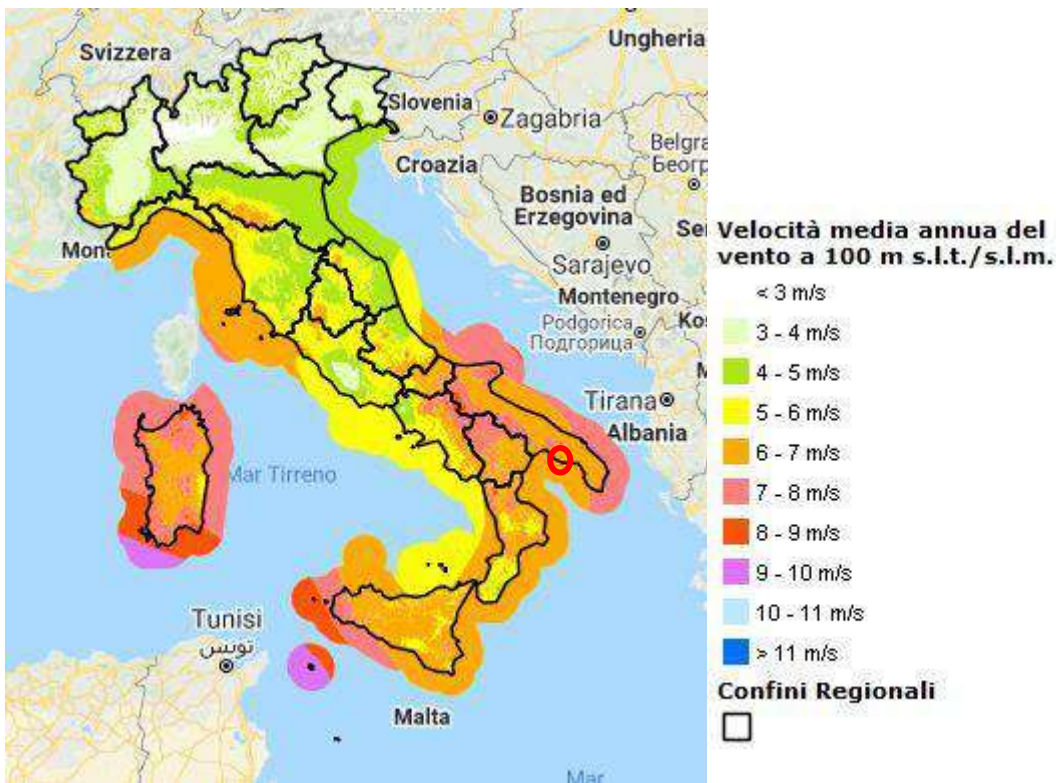 Svizzera
Ungheria
Slovenia
Zagabria
Croazia
Belgra
Беогр
Bosnia ed
Erzegovina
Sarajevo
Mon
Montenegro
Podgorica
Подгорица
Ko
Tirana
Albania
Mar Tirreno
Tunisi
تونس
Malta
Mar
Velocità media annua del
vento a 100 m s.l.t./s.l.m.
< 3 m/s
3 - 4 m/s
4 - 5 m/s
5 - 6 m/s
6 - 7 m/s
7 - 8 m/s
8 - 9 m/s
9 - 10 m/s
10 - 11 m/s
> 11 m/s
Confini Regionali